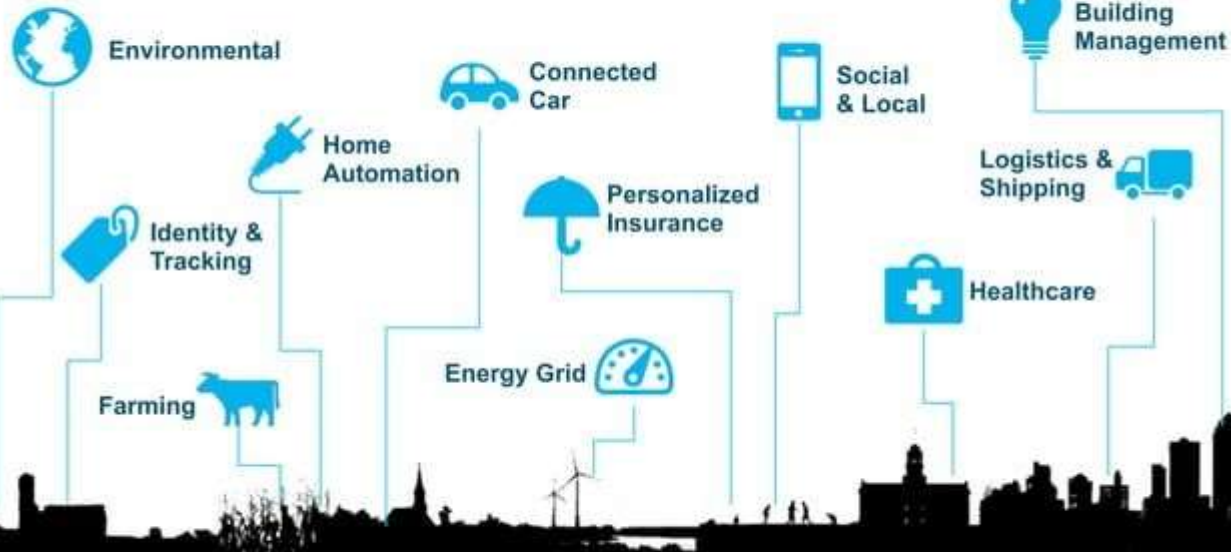 Environmental
Connected
Car
Social
& Local
Building
Management
Home
Automation
Personalized
Insurance
Logistics &
Shipping
Identity &
Tracking
Healthcare
Energy Grid
Farming